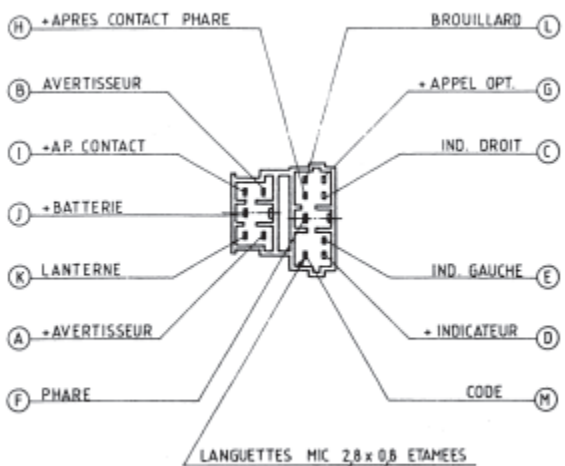 H +APRES CONTACT PHARE
BROUILLARD L
B AVERTISSEUR
+APPEL OPT. G
I +AP. CONTACT
IND. DROIT C
J +BATTERIE
K LANTERNE
IND. GAUCHE E
A +AVERTISSEUR
+INDICATEUR D
F PHARE
CODE M
LANGUETTES MIC 2,8 x 0,8 ETAMEES